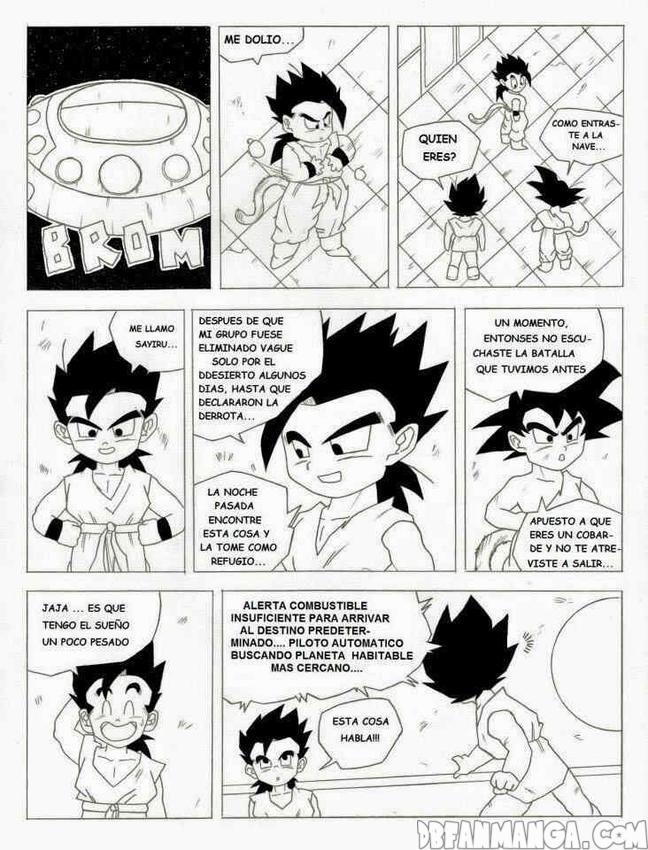 BROM
ME DOLIO...
QUIEN
ERES?
COMO ENTRAS-
TE A LA
NAVE...
ME LLAMO
SAYIRU...
DESPUES DE QUE
MI GRUPO FUESE
ELIMINADO VAGUE
SOLO POR EL
DDESIERTO ALGUNOS
DIAS, HASTA QUE
DECLARARON LA
DERROTA...
LA NOCHE
PASADA
ENCONTRE
ESTA COSA Y
LA TOME COMO
REFUGIO...
UN MOMENTO,
ENTONSES NO ESCU-
CHASTE LA BATALLA
QUE TUVIMOS ANTES
APUESTO A QUE
ERES UN COBAR-
DE Y NO TE ATRE-
VISTE A SALIR...
JAJA ... ES QUE
TENGO EL SUEÑO
UN POCO PESADO
ALERTA COMBUSTIBLE
INSUFICIENTE PARA ARRIVAR
AL DESTINO PREDETER-
MINADO.... PILOTO AUTOMATICO
BUSCANDO PLANETA HABITABLE
MAS CERCANO....
ESTA COSA
HABLA!!!
DBFANMANGA.COM